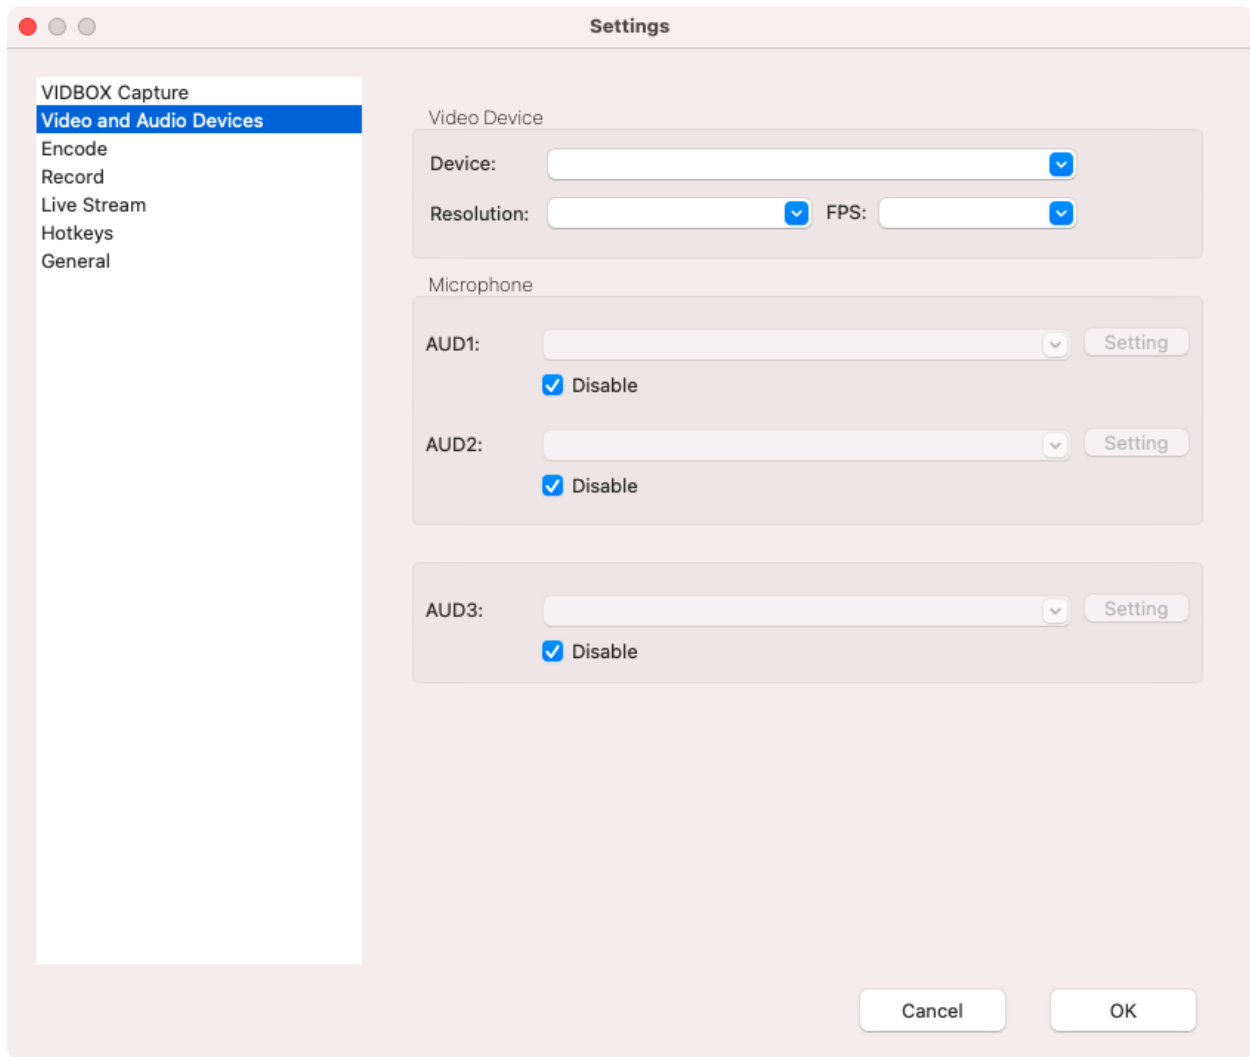 Settings
VIDBOX Capture
Video and Audio Devices
Encode
Record
Live Stream
Hotkeys
General
Video Device
Device:
Resolution: FPS:
Microphone
AUD1: Setting
Disable
AUD2: Setting
Disable
AUD3: Setting
Disable
Cancel OK